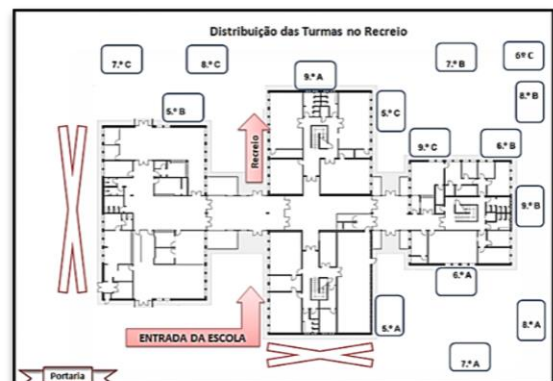 Distribuição das Turmas no Recreio
7.º C
8.º C
9.º A
7.º B
6º C
8.º B
5.º B
5.º C
9.º C
6.º B
Recreio
9.º B
6.º A
5.º A
8.º A
ENTRADA DA ESCOLA
7.º A
Portaria